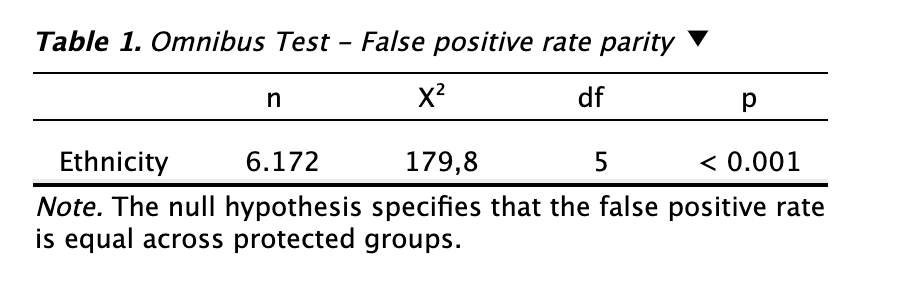 Table 1. Omnibus Test – False positive rate parity ▼
n X² df p
Ethnicity 6.172 179,8 5 < 0.001
Note. The null hypothesis specifies that the false positive rate
is equal across protected groups.